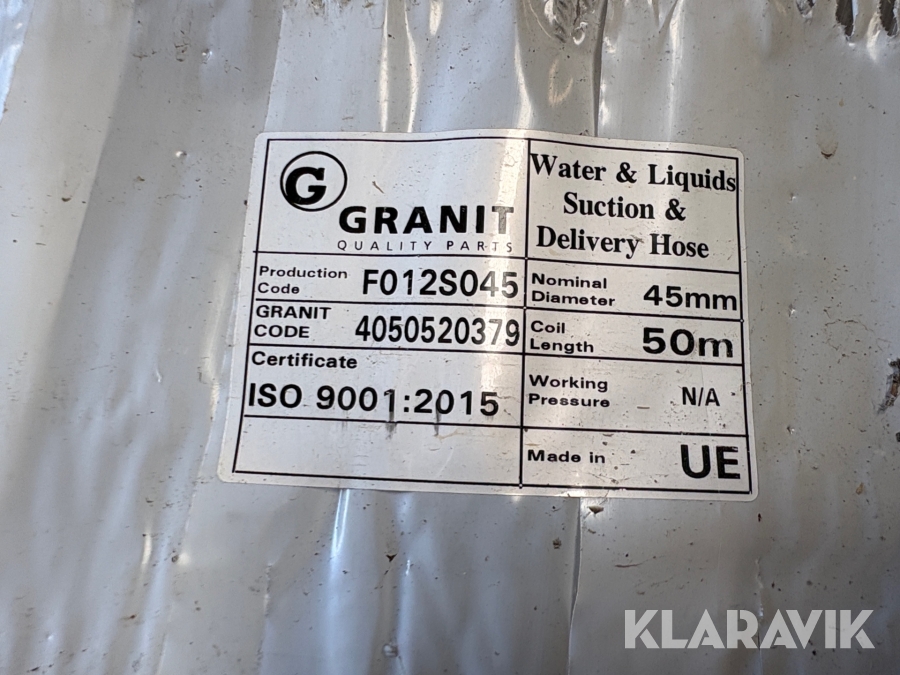 G
GRANIT
QUALITY PARTS
Water & Liquids
Suction &
Delivery Hose
Production
Code
F012S045
Nominal
Diameter
45mm
GRANIT
CODE
4050520379
Coil
Length
50m
Certificate
ISO 9001:2015
Working
Pressure
N/A
Made in
UE
KLARAVIK